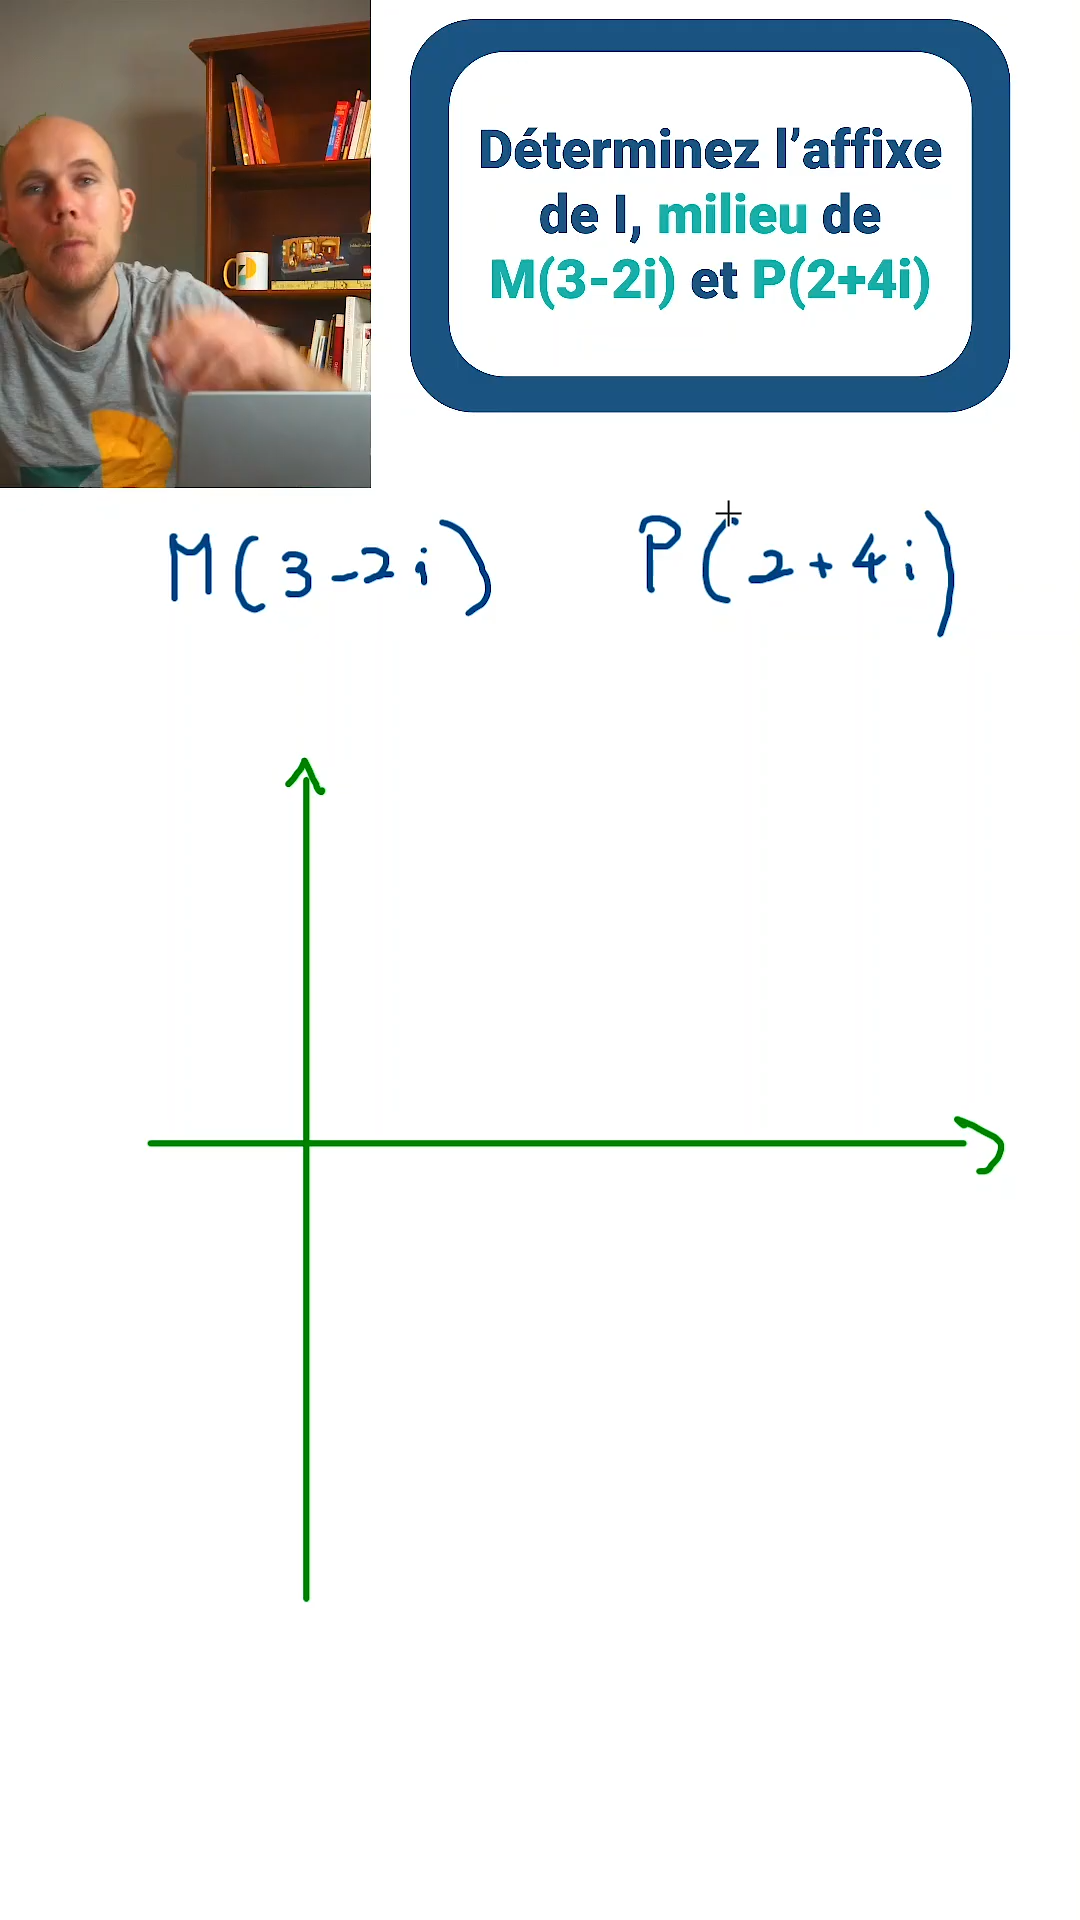 Déterminez l’affixe
de I, milieu de
M(3-2i) et P(2+4i)
M(3-2i) P(2+4i)